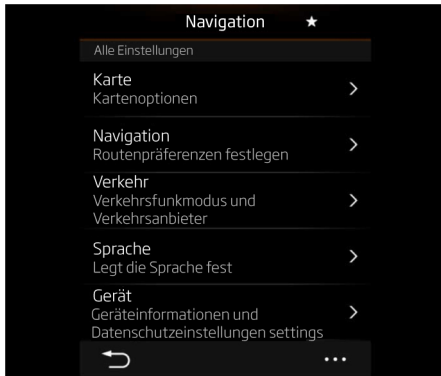 Navigation
Alle Einstellungen
Karte
Kartenoptionen
Navigation
Routenpräferenzen festlegen
Verkehr
Verkehrsfunkmodus und
Verkehrsanbieter
Sprache
Legt die Sprache fest
Gerät
Geräteinformationen und
Datenschutzeinstellungen settings